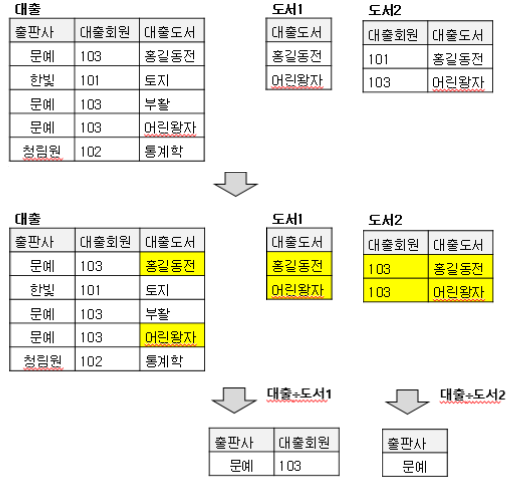 대출 도서1 도서2
출판사 대출회원 대출도서 대출도서 대출회원 대출도서
문예 103 홍길동전 홍길동전 101 홍길동전
한빛 101 토지 어린왕자 103 어린왕자
문예 103 부활
문예 103 어린왕자
청림원 102 통계학
대출 도서1 도서2
출판사 대출회원 대출도서 대출도서 대출회원 대출도서
문예 103 홍길동전 홍길동전 103 홍길동전
한빛 101 토지 어린왕자 103 어린왕자
문예 103 부활
문예 103 어린왕자
청림원 102 통계학
대출÷도서1 대출÷도서2
출판사 대출회원 출판사
문예 103 문예